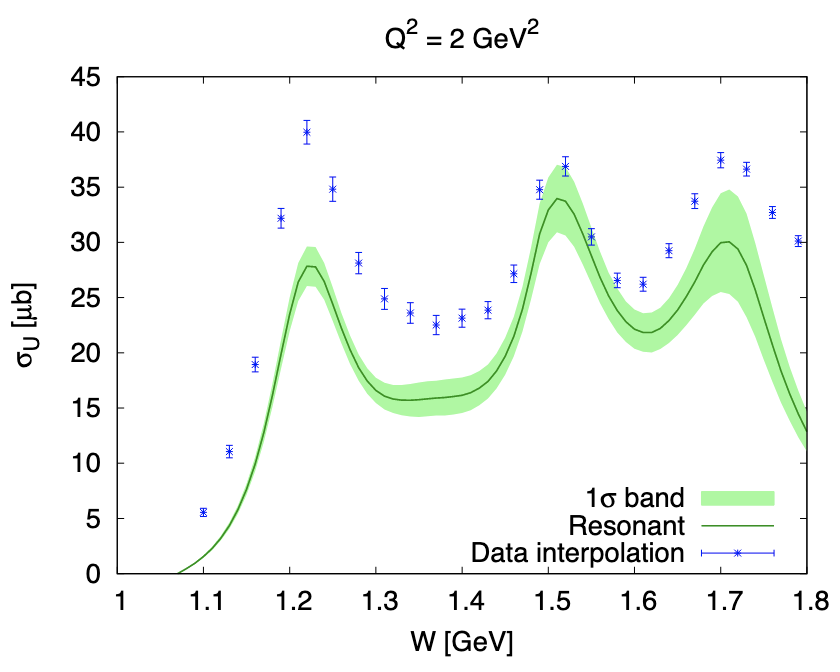 Q² = 2 GeV²
45
40
35
30
25
20
15
10
5
0
σU [μb]
1σ band
Resonant
Data interpolation
1 1.1 1.2 1.3 1.4 1.5 1.6 1.7 1.8
W [GeV]